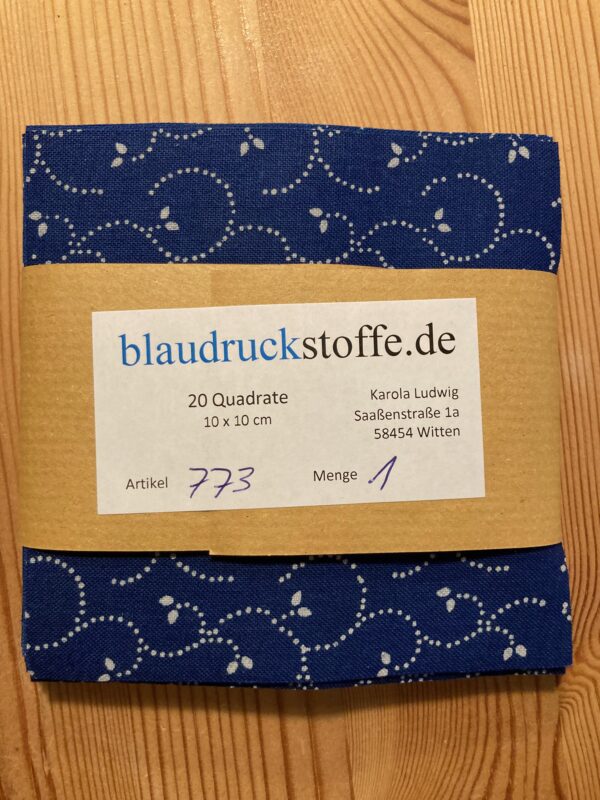 blaudruckstoffe.de
20 Quadrate
10 x 10 cm
Karola Ludwig
Saaßenstraße 1a
58454 Witten
Artikel 773
Menge 1